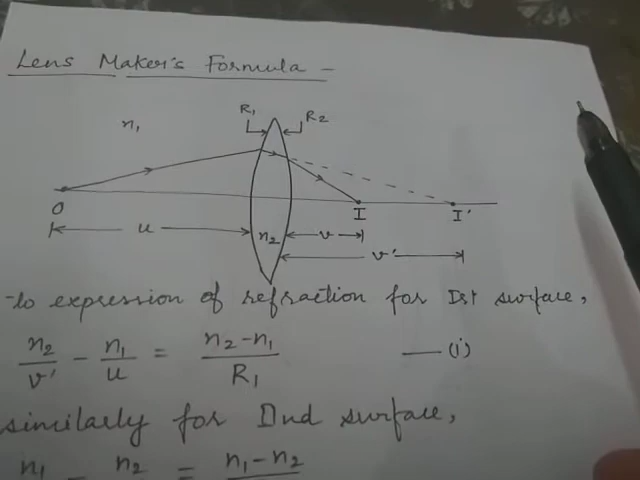 Lens Maker's Formula -
R1 R2
n1
O I I'
u n2 v
v'
-to expression of refraction for Ist surface,
n2/v' - n1/u = n2-n1/R1 —(i)
similarly for IInd surface,
n1 - n2 = n1-n2